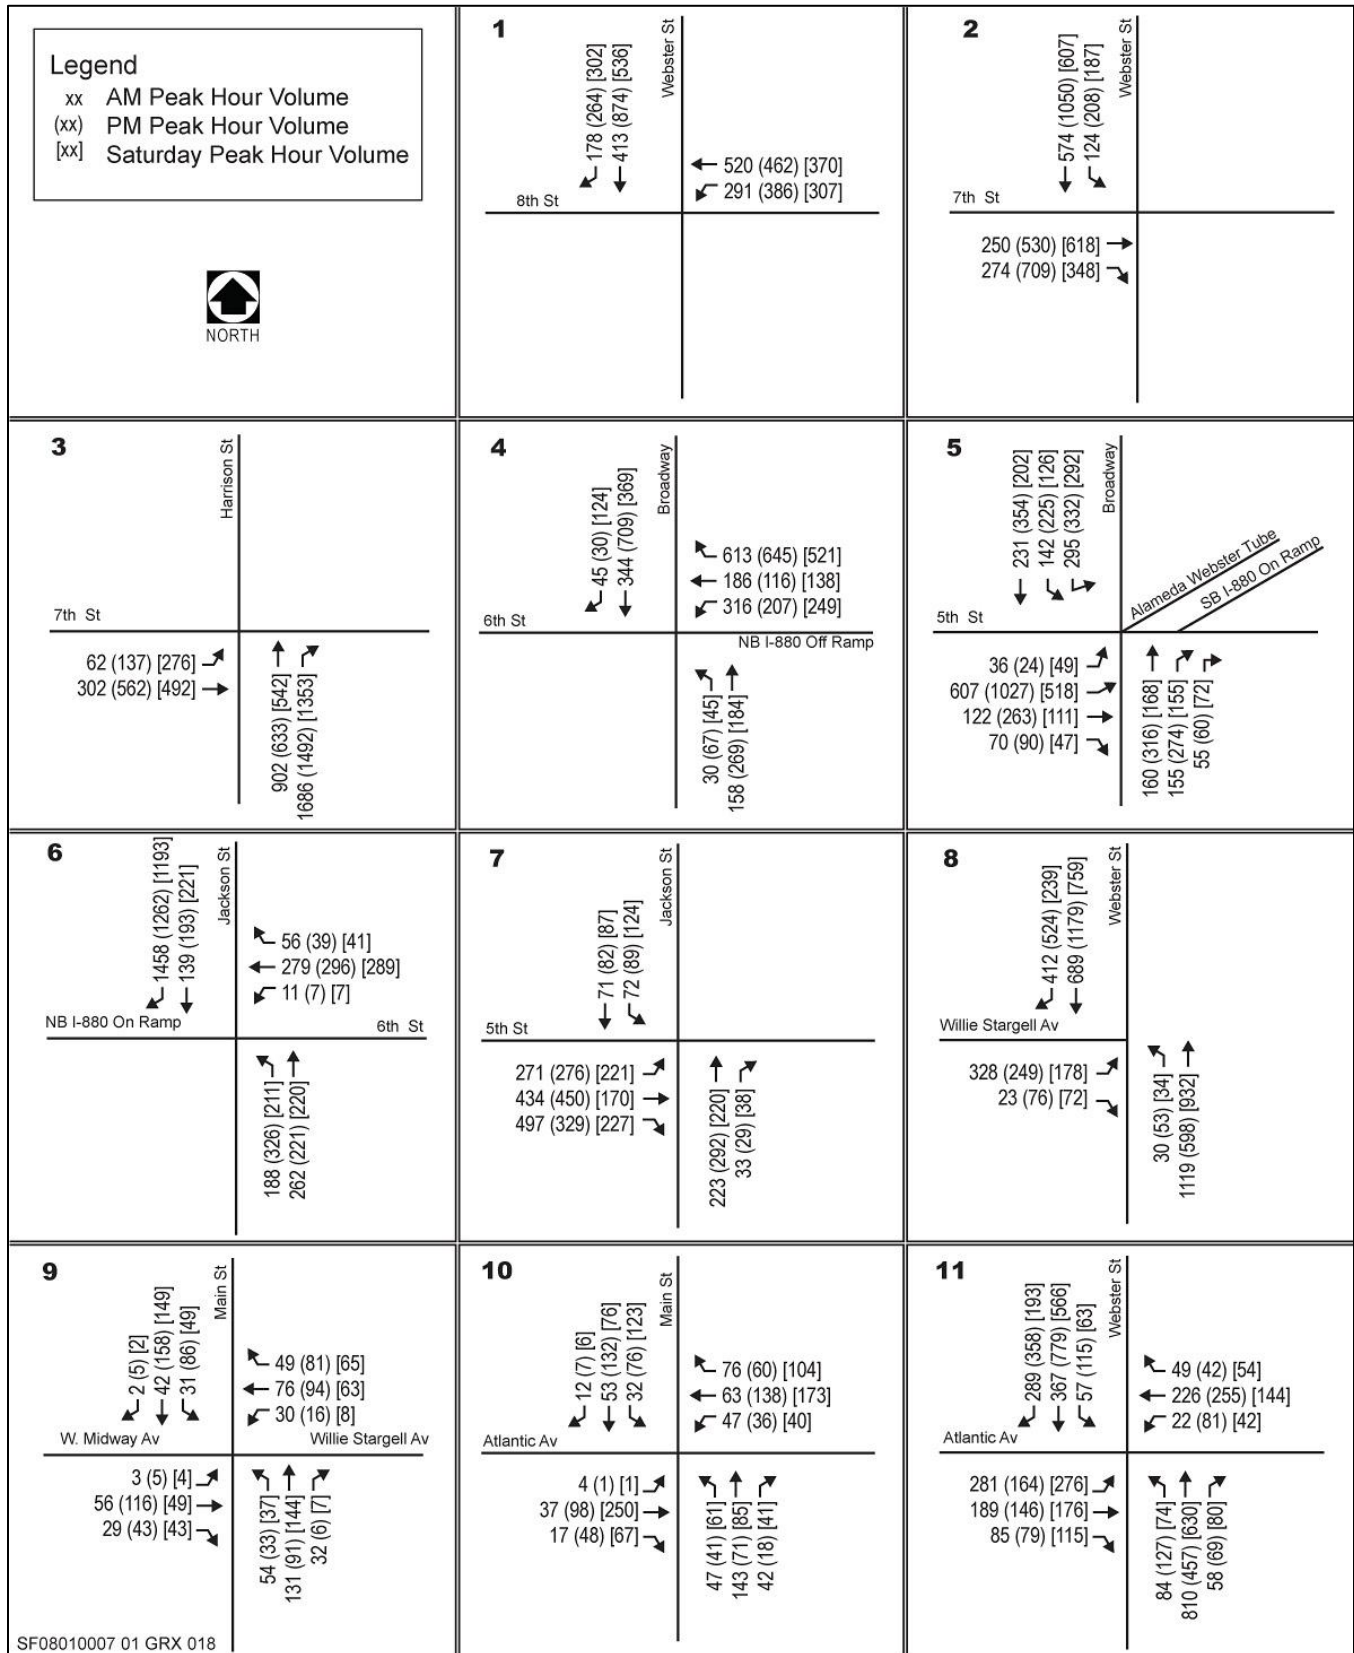 Legend
xx AM Peak Hour Volume
(xx) PM Peak Hour Volume
[xx] Saturday Peak Hour Volume
NORTH
1
178 (264) [302]
413 (874) [536]
Webster St
520 (462) [370]
291 (386) [307]
8th St
2
574 (1050) [607]
124 (208) [187]
Webster St
7th St
250 (530) [618]
274 (709) [348]
3
Harrison St
7th St
62 (137) [276]
302 (562) [492]
902 (633) [542]
1686 (1492) [1353]
4
45 (30) [124]
344 (709) [369]
Broadway
613 (645) [521]
186 (116) [138]
316 (207) [249]
6th St
NB I-880 Off Ramp
30 (67) [45]
158 (269) [184]
5
231 (354) [202]
142 (225) [126]
295 (332) [292]
Broadway
Alameda Webster Tube
SB I-880 On Ramp
5th St
36 (24) [49]
607 (1027) [518]
122 (263) [111]
70 (90) [47]
160 (316) [168]
155 (274) [155]
55 (60) [72]
6
1458 (1262) [1193]
139 (193) [221]
Jackson St
56 (39) [41]
279 (296) [289]
11 (7) [7]
NB I-880 On Ramp
6th St
188 (326) [211]
262 (221) [220]
7
71 (82) [87]
72 (89) [124]
Jackson St
5th St
271 (276) [221]
434 (450) [170]
497 (329) [227]
223 (292) [220]
33 (29) [38]
8
412 (524) [239]
689 (1179) [759]
Webster St
Willie Stargell Av
328 (249) [178]
23 (76) [72]
30 (53) [34]
1119 (598) [932]
9
2 (5) [2]
42 (158) [149]
31 (86) [49]
Main St
49 (81) [65]
76 (94) [63]
30 (16) [8]
W. Midway Av
Willie Stargell Av
3 (5) [4]
56 (116) [49]
29 (43) [43]
54 (33) [37]
131 (91) [144]
32 (6) [7]
SF08010007 01 GRX 018
10
12 (7) [6]
53 (132) [76]
32 (76) [123]
Main St
76 (60) [104]
63 (138) [173]
47 (36) [40]
Atlantic Av
4 (1) [1]
37 (98) [250]
17 (48) [67]
47 (41) [61]
143 (71) [85]
42 (18) [41]
11
289 (358) [193]
367 (779) [566]
57 (115) [63]
Webster St
49 (42) [54]
226 (255) [144]
22 (81) [42]
Atlantic Av
281 (164) [276]
189 (146) [176]
85 (79) [115]
84 (127) [74]
810 (457) [630]
58 (69) [80]